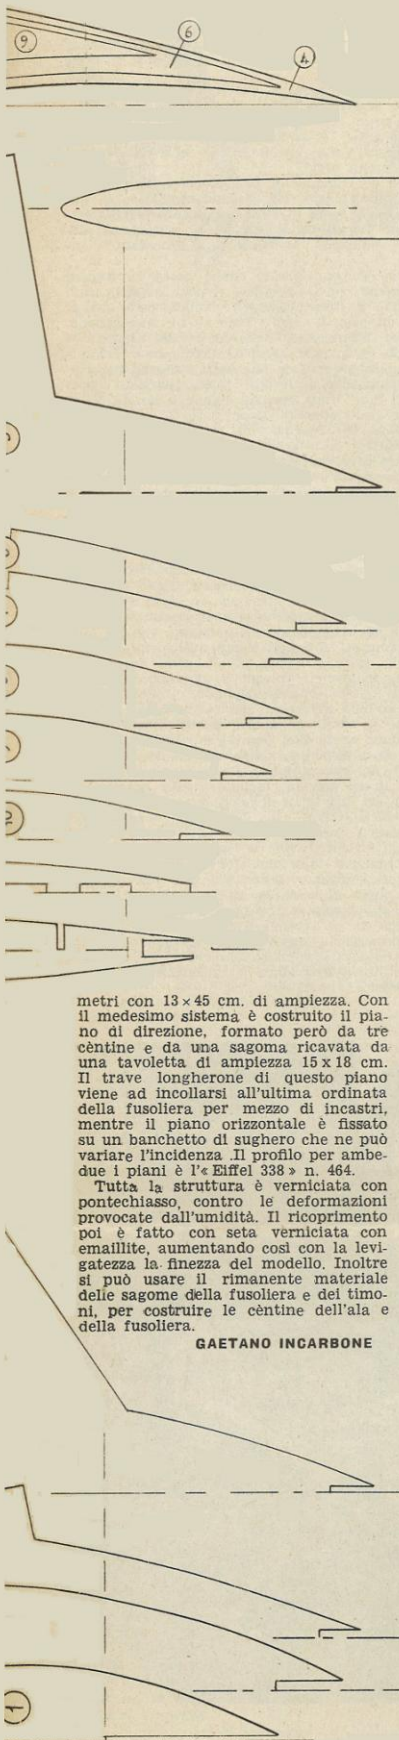 6
6
4
metri con 13 × 45 cm. di ampiezza. Con
il medesimo sistema è costruito il pia-
no di direzione, formato però da tre
cèntine e da una sagoma ricavata da
una tavoletta di ampiezza 15 x 18 cm.
Il trave longherone di questo piano
viene ad incollarsi all'ultima ordinata
della fusoliera per mezzo di incastri,
mentre il piano orizzontale è fissato
su un banchetto di sughero che ne può
variare l'incidenza .Il profilo per ambe-
due i piani è l'« Eiffel 338 » n. 464.
Tutta la struttura è verniciata con
pontechiasso, contro le deformazioni
provocate dall'umidità. Il ricoprimento
poi è fatto con seta verniciata con
emaillite, aumentando così con la levi-
gatezza la finezza del modello. Inoltre
si può usare il rimanente materiale
delle sagome della fusoliera e dei timo-
ni, per costruire le cèntine dell'ala e
della fusoliera.
GAETANO INCARBONE
1